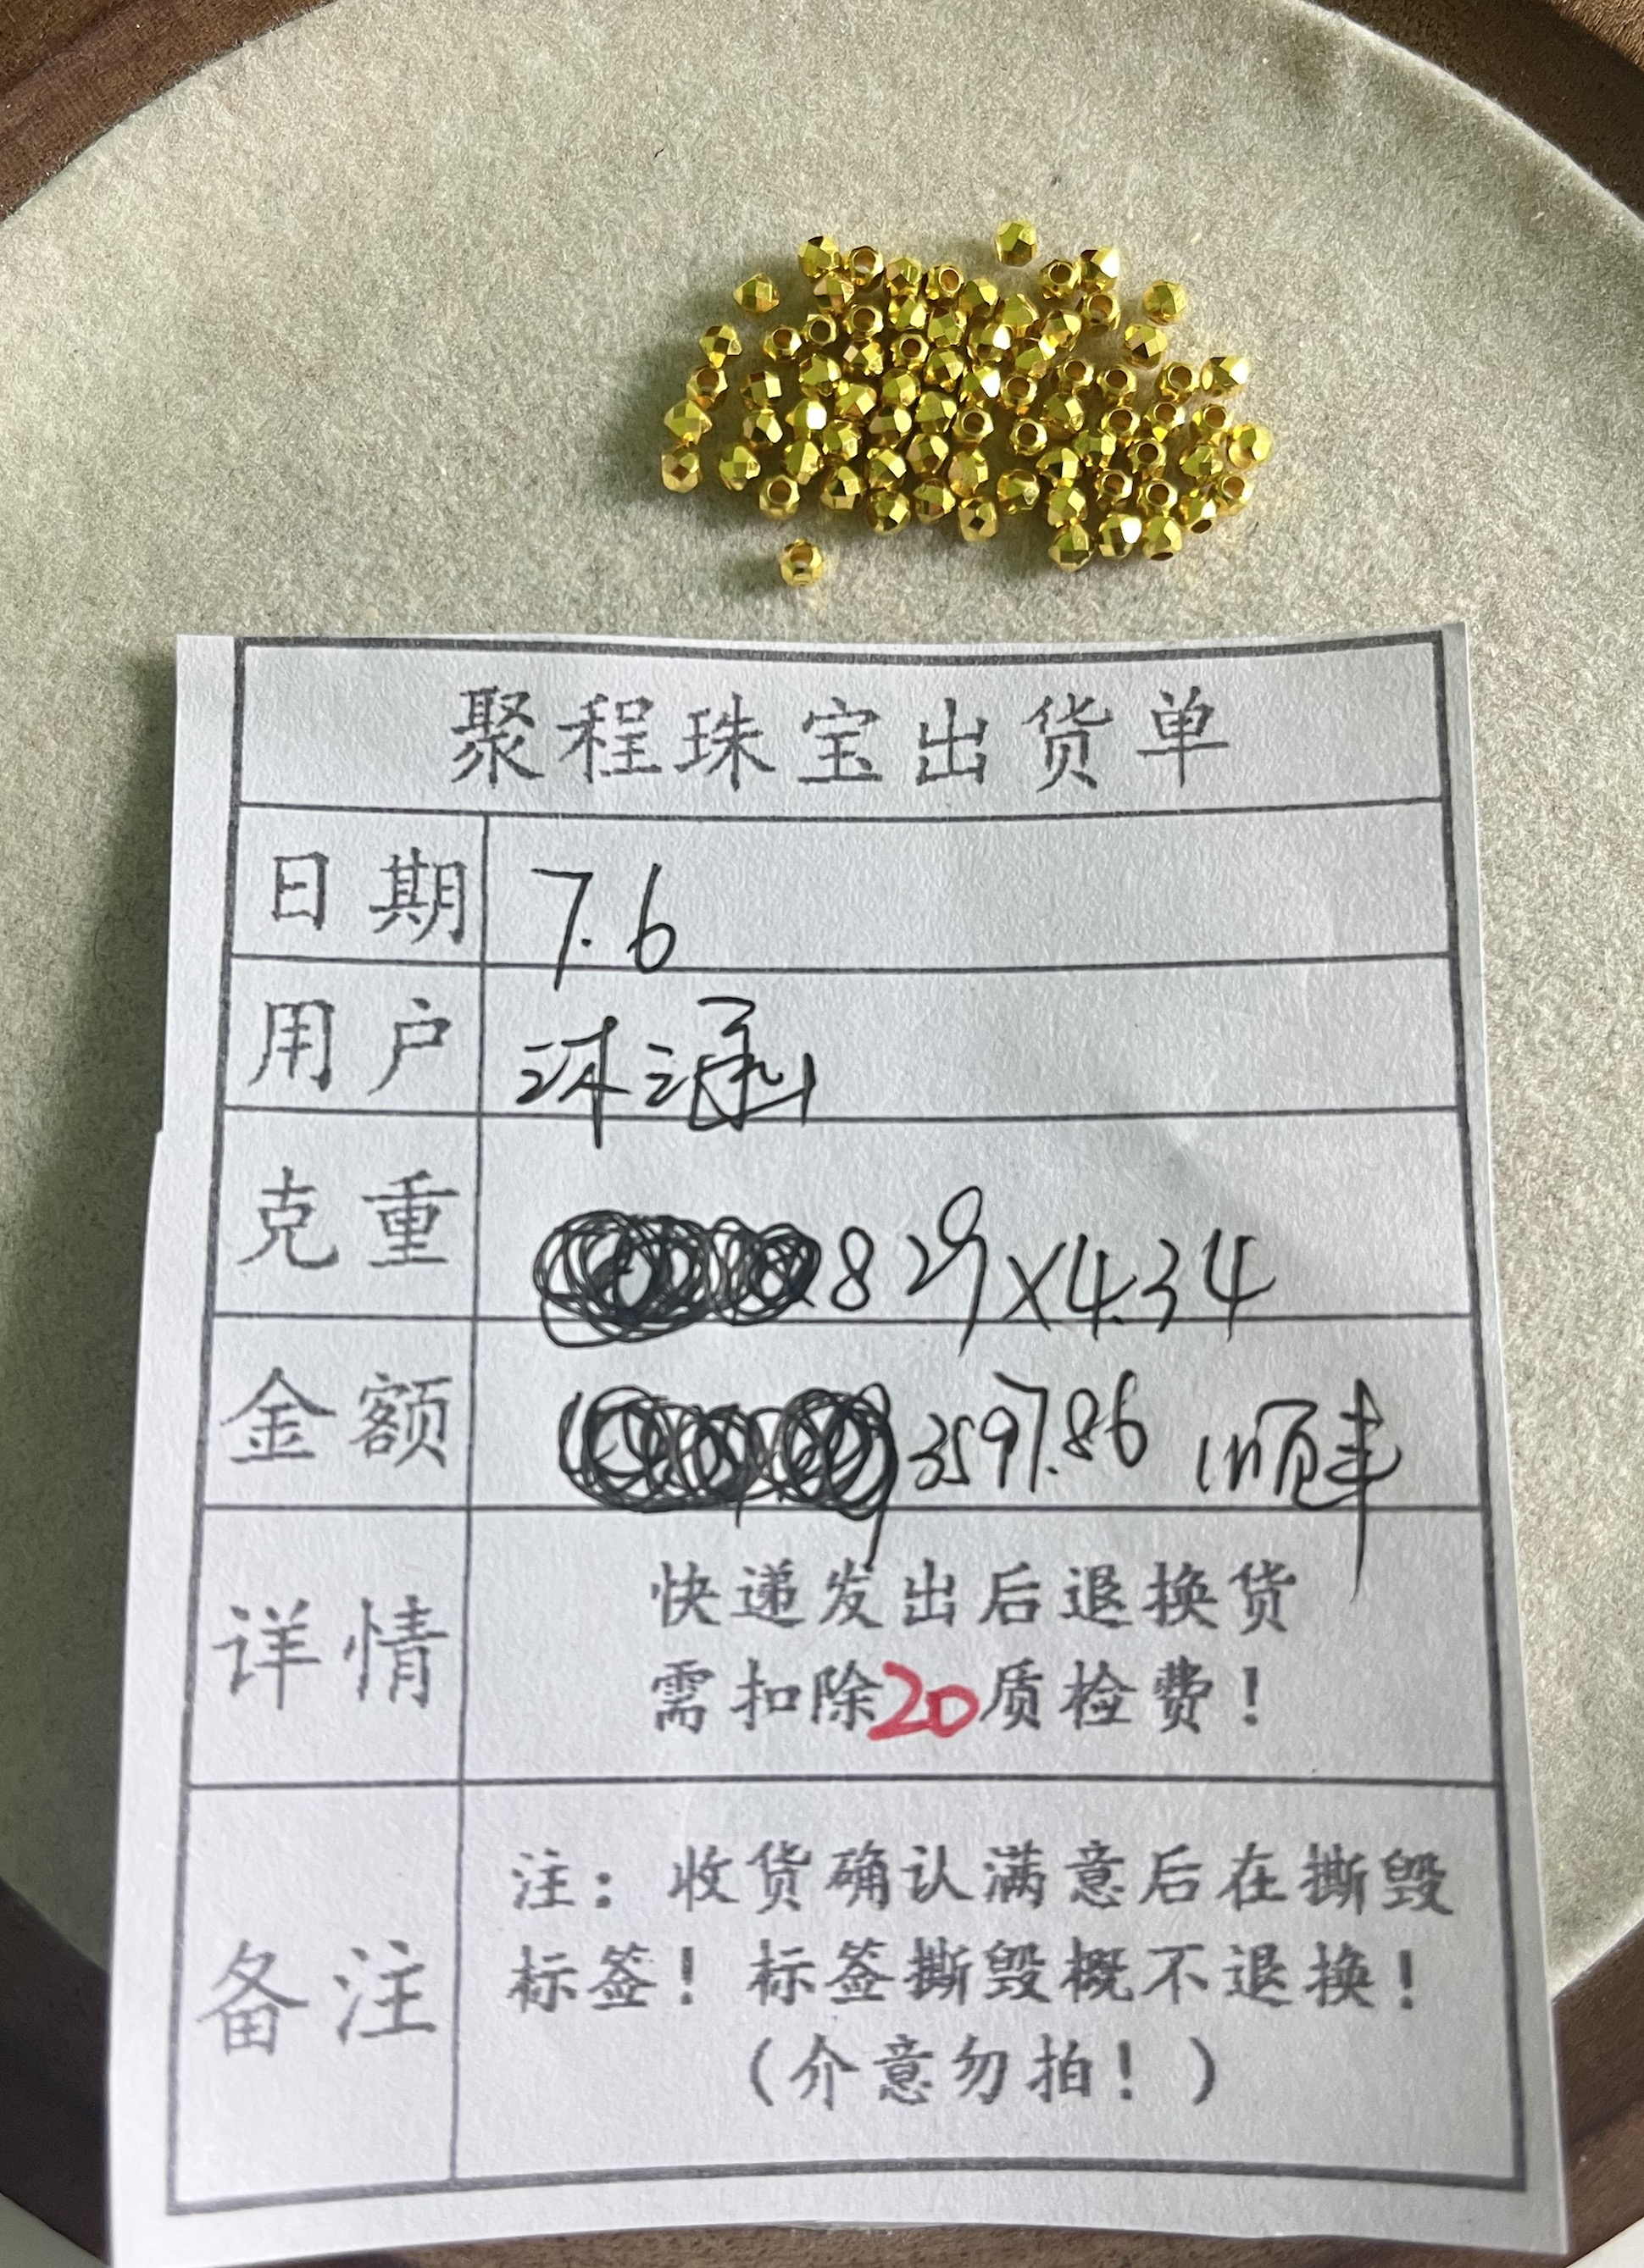 聚程珠宝出货单
日期 7.6
用户
克重 829×4.34
金额 3597.86 顺丰
详情 快递发出后退换货
需扣除20质检费！
备注 注：收货确认满意后在撕毁
标签！标签撕毁概不退换！
（介意勿拍！）